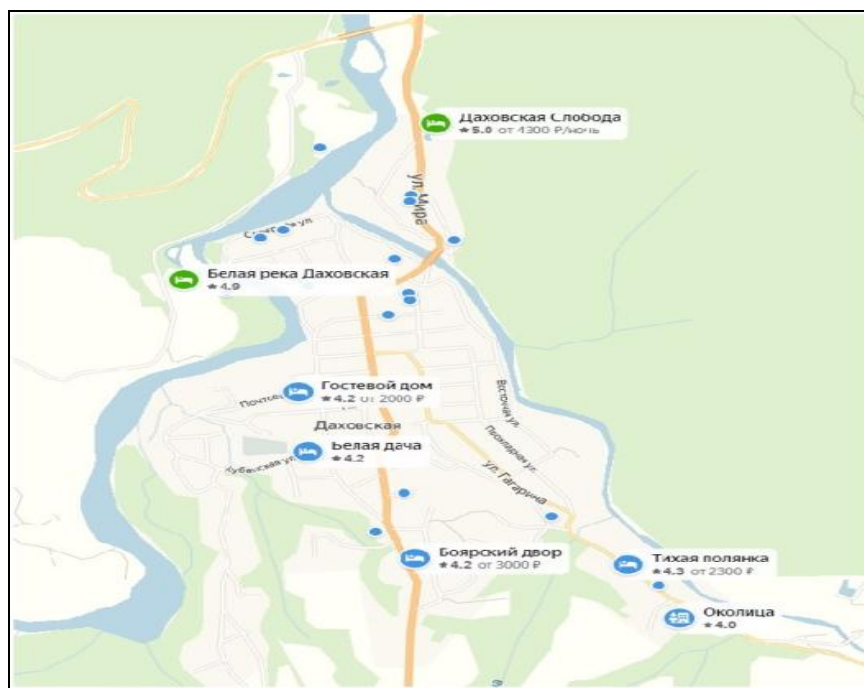 Даховская Слобода
★5.0 от 4300 ₽/ночь
ул. Мира
Белая река Даховская
★4.9
Гостевой дом
★4.2 от 2000 ₽
Восточная ул.
Даховская
Белая дача
★4.2
ул. Гагарина
Боярский двор
★4.2 от 3000 ₽
Тихая полянка
★4.3 от 2300 ₽
Околица
★4.0